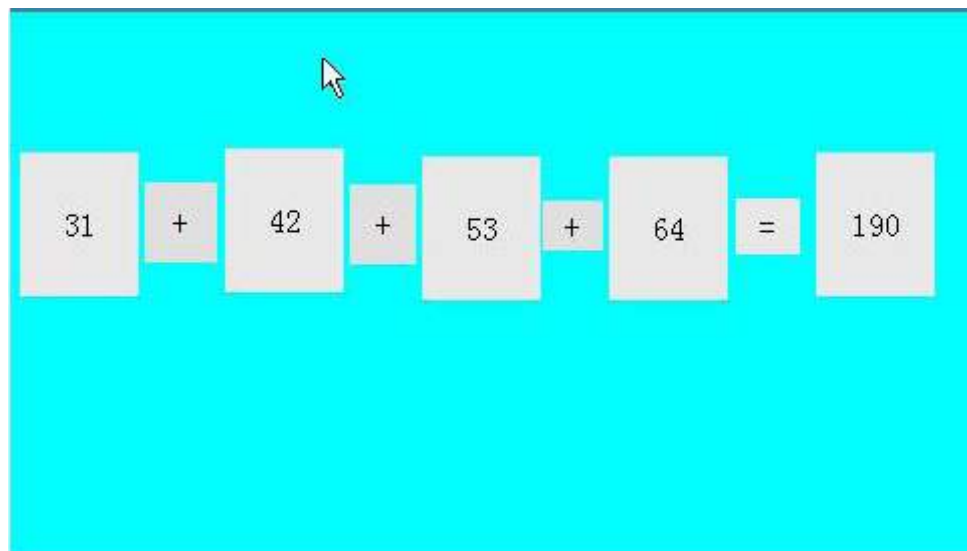 31 + 42 + 53 + 64 = 190